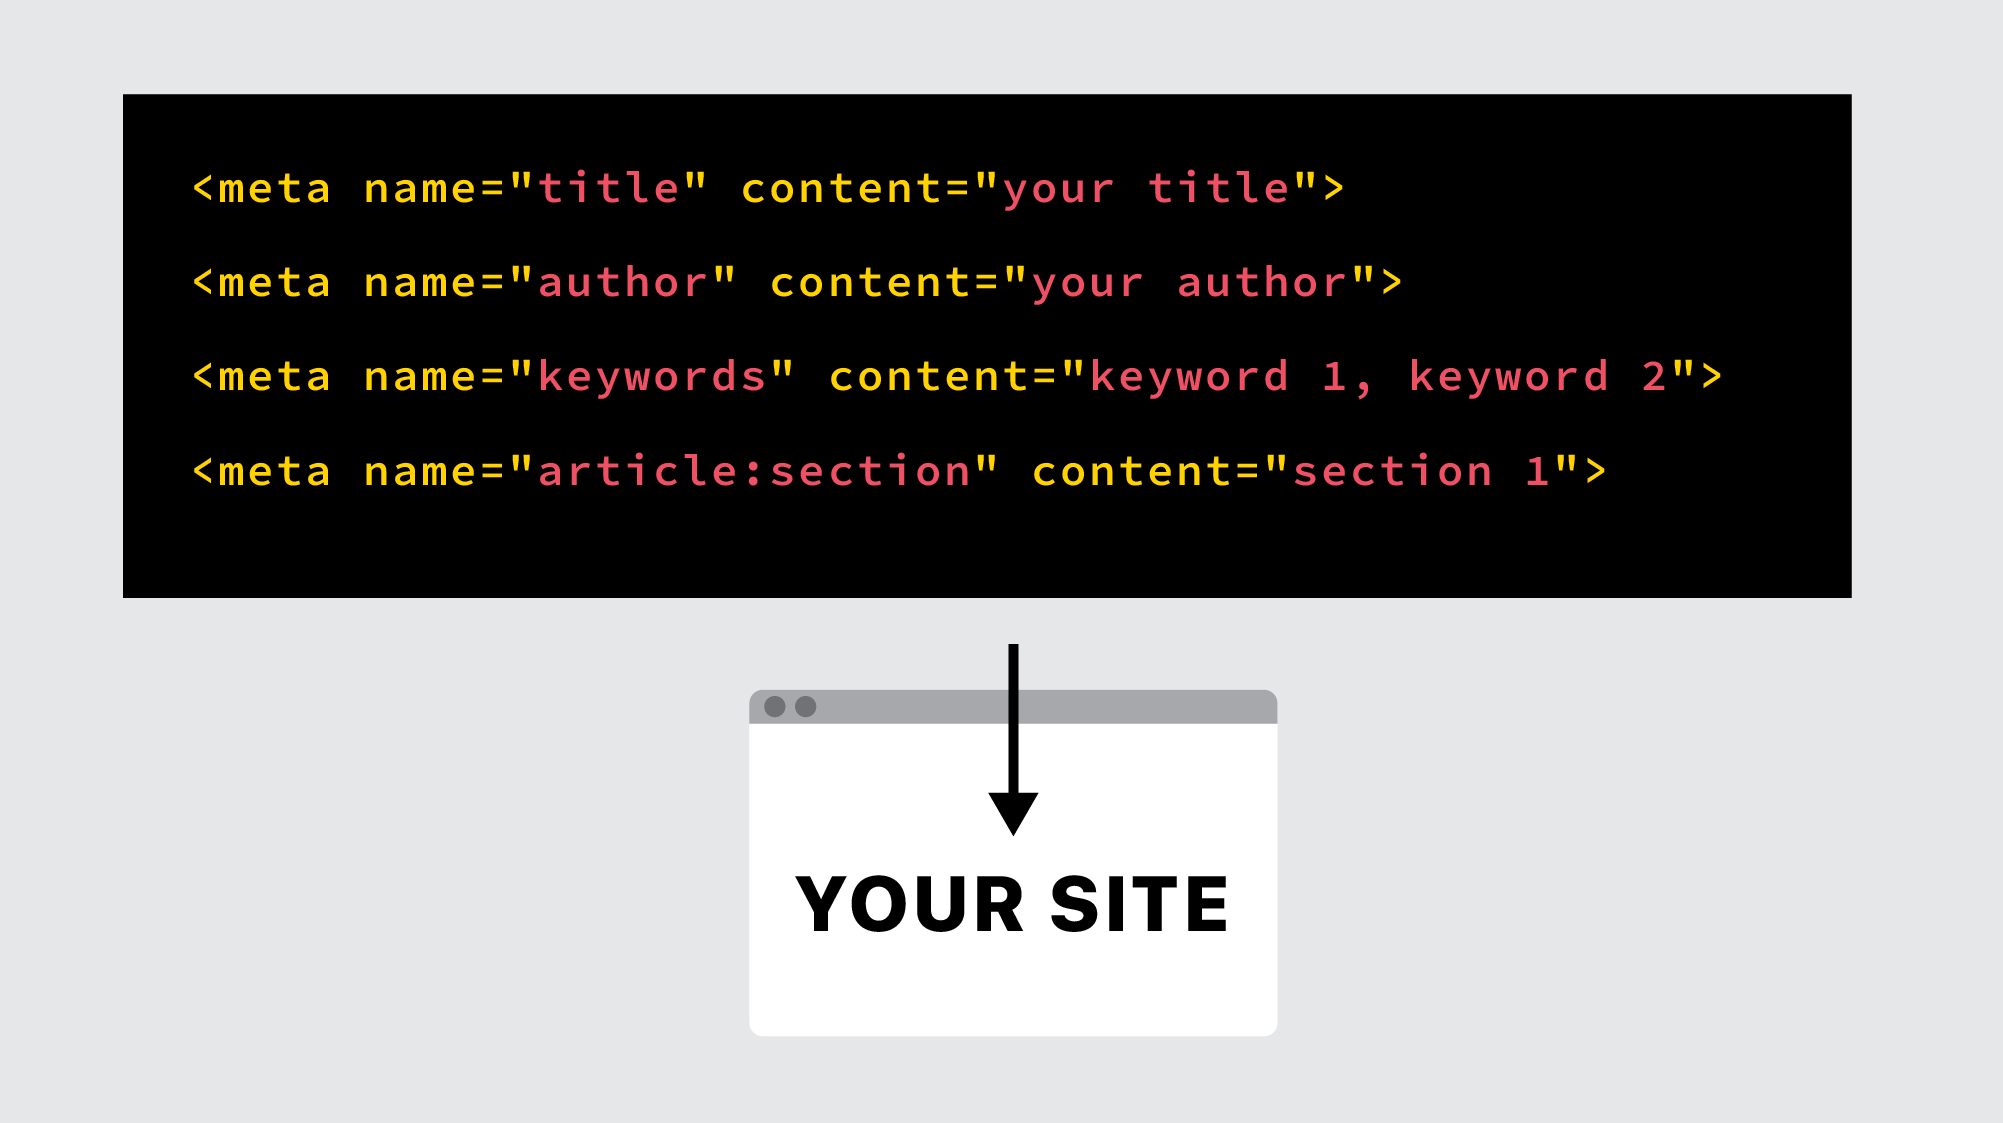 <meta name="title" content="your title">
<meta name="author" content="your author">
<meta name="keywords" content="keyword 1, keyword 2">
<meta name="article:section" content="section 1">
YOUR SITE